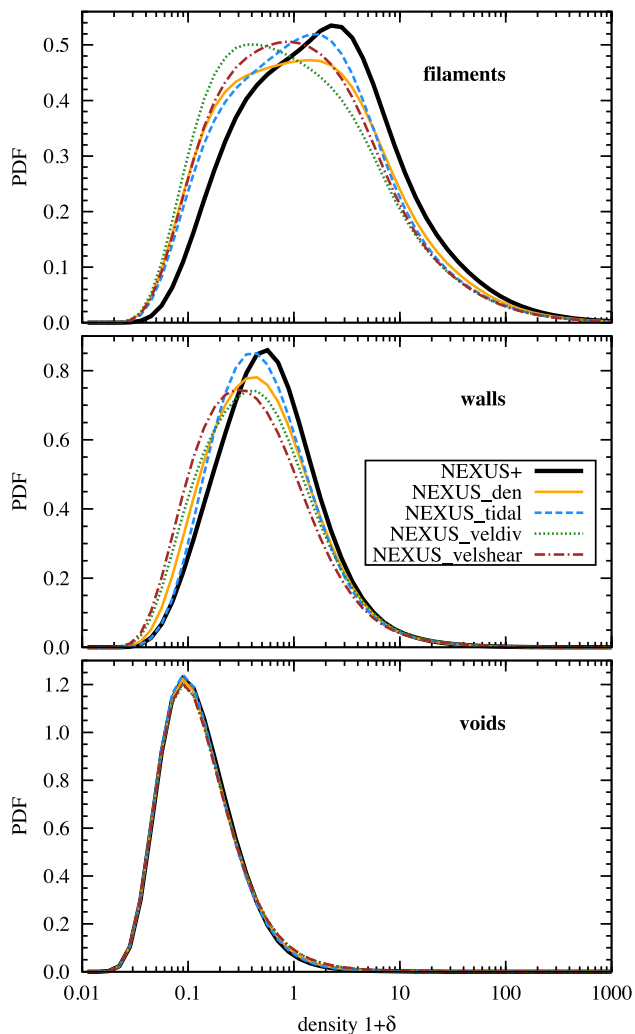 0.5
0.4
0.3
0.2
0.1
0.0
PDF
filaments
0.8
0.6
0.4
0.2
0.0
PDF
walls
NEXUS+
NEXUS_den
NEXUS_tidal
NEXUS_veldiv
NEXUS_velshear
1.2
1.0
0.8
0.6
0.4
0.2
0.0
PDF
voids
0.01 0.1 1 10 100 1000
density 1+δ